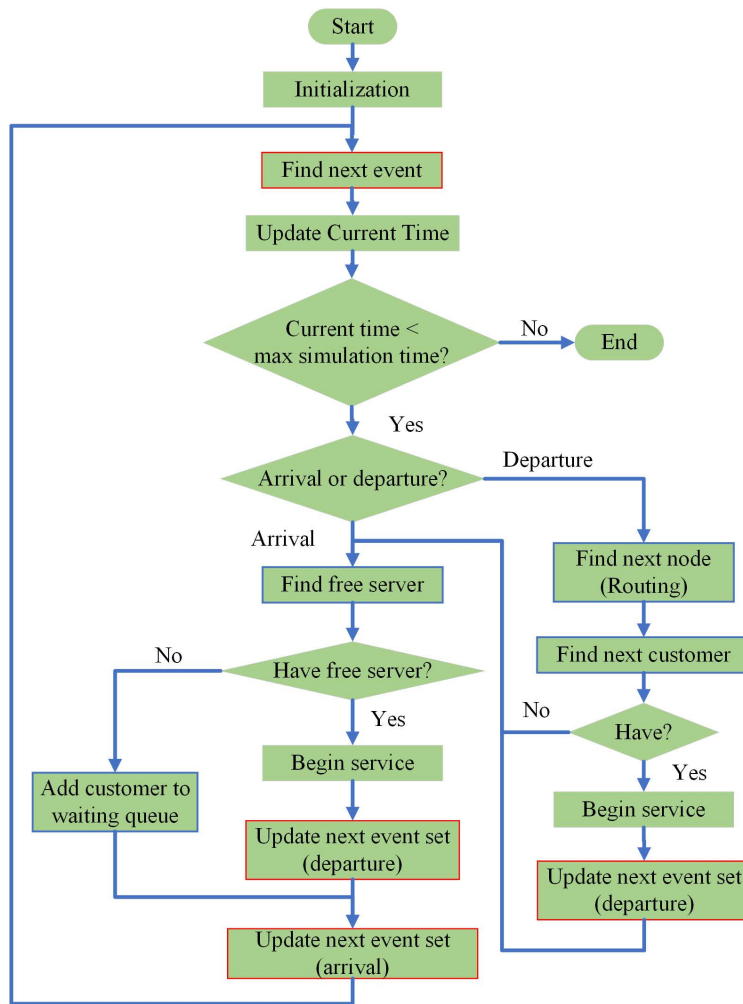 Start
Initialization
Find next event
Update Current Time
Current time <
max simulation time?
No
End
Yes
Arrival or departure?
Departure
Arrival
Find free server
Find next node
(Routing)
Find next customer
No
Have free server?
Yes
No
Have?
Yes
Begin service
Add customer to
waiting queue
Begin service
Update next event set
(departure)
Update next event set
(departure)
Update next event set
(arrival)